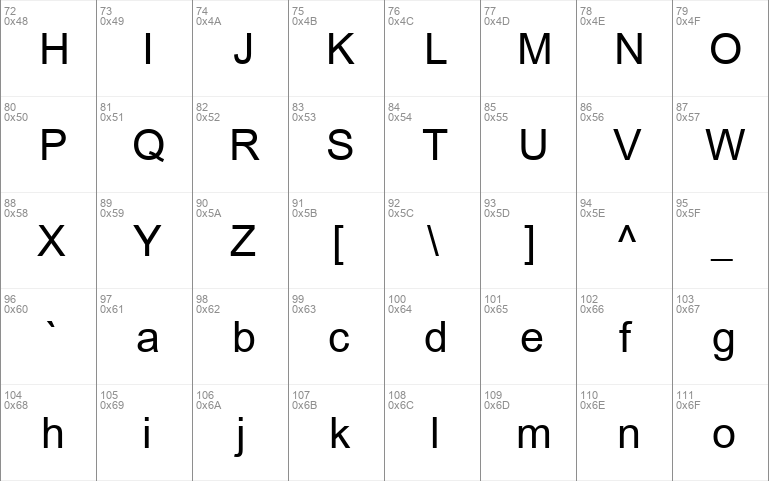 72 73 74 75 76 77 78 79
0x48 0x49 0x4A 0x4B 0x4C 0x4D 0x4E 0x4F
H I J K L M N O
80 81 82 83 84 85 86 87
0x50 0x51 0x52 0x53 0x54 0x55 0x56 0x57
P Q R S T U V W
88 89 90 91 92 93 94 95
0x58 0x59 0x5A 0x5B 0x5C 0x5D 0x5E 0x5F
X Y Z [ \ ] ^ _
96 97 98 99 100 101 102 103
0x60 0x61 0x62 0x63 0x64 0x65 0x66 0x67
` a b c d e f g
104 105 106 107 108 109 110 111
0x68 0x69 0x6A 0x6B 0x6C 0x6D 0x6E 0x6F
h i j k l m n o